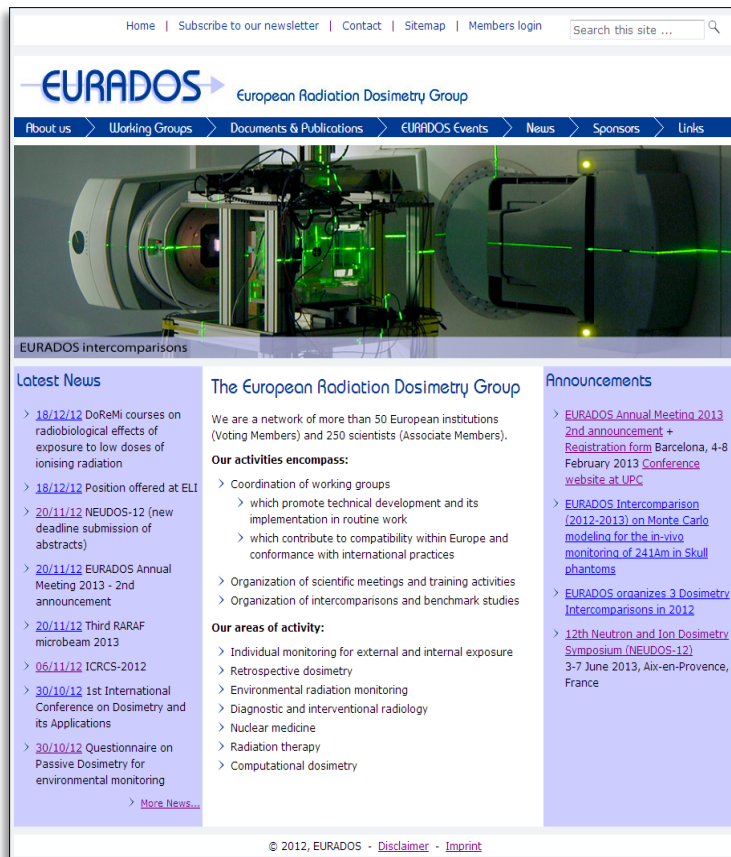 Home | Subscribe to our newsletter | Contact | Sitemap | Members login
Search this site ...
EURADOS
European Radiation Dosimetry Group
About us
Working Groups
Documents & Publications
EURADOS Events
News
Sponsors
Links
EURADOS intercomparisons
Latest News
18/12/12 DoReMi courses on
radiobiological effects of
exposure to low doses of
ionising radiation
18/12/12 Position offered at ELI
20/11/12 NEUDOS-12 (new
deadline submission of
abstracts)
20/11/12 EURADOS Annual
Meeting 2013 - 2nd
announcement
20/11/12 Third RARAF
microbeam 2013
06/11/12 ICRCS-2012
30/10/12 1st International
Conference on Dosimetry and
its Applications
30/10/12 Questionnaire on
Passive Dosimetry for
environmental monitoring
More News...
The European Radiation Dosimetry Group
We are a network of more than 50 European institutions
(Voting Members) and 250 scientists (Associate Members).
Our activities encompass:
Coordination of working groups
which promote technical development and its
implementation in routine work
which contribute to compatibility within Europe and
conformance with international practices
Organization of scientific meetings and training activities
Organization of intercomparisons and benchmark studies
Our areas of activity:
Individual monitoring for external and internal exposure
Retrospective dosimetry
Environmental radiation monitoring
Diagnostic and interventional radiology
Nuclear medicine
Radiation therapy
Computational dosimetry
Announcements
EURADOS Annual Meeting 2013
2nd announcement +
Registration form Barcelona, 4-8
February 2013 Conference
website at UPC
EURADOS Intercomparison
(2012-2013) on Monte Carlo
modeling for the in-vivo
monitoring of 241Am in Skull
phantoms
EURADOS organizes 3 Dosimetry
Intercomparisons in 2012
12th Neutron and Ion Dosimetry
Symposium (NEUDOS-12)
3-7 June 2013, Aix-en-Provence,
France
© 2012, EURADOS - Disclaimer - Imprint